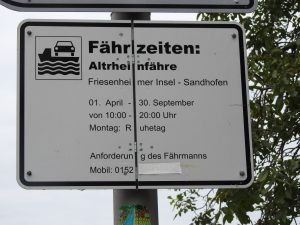 Fährzeiten:
Altrheinfähre
Friesenheimer Insel - Sandhofen
01. April - 30. September
von 10:00 - 20:00 Uhr
Montag: Ruhetag
Anforderung des Fährmanns
Mobil: 0152